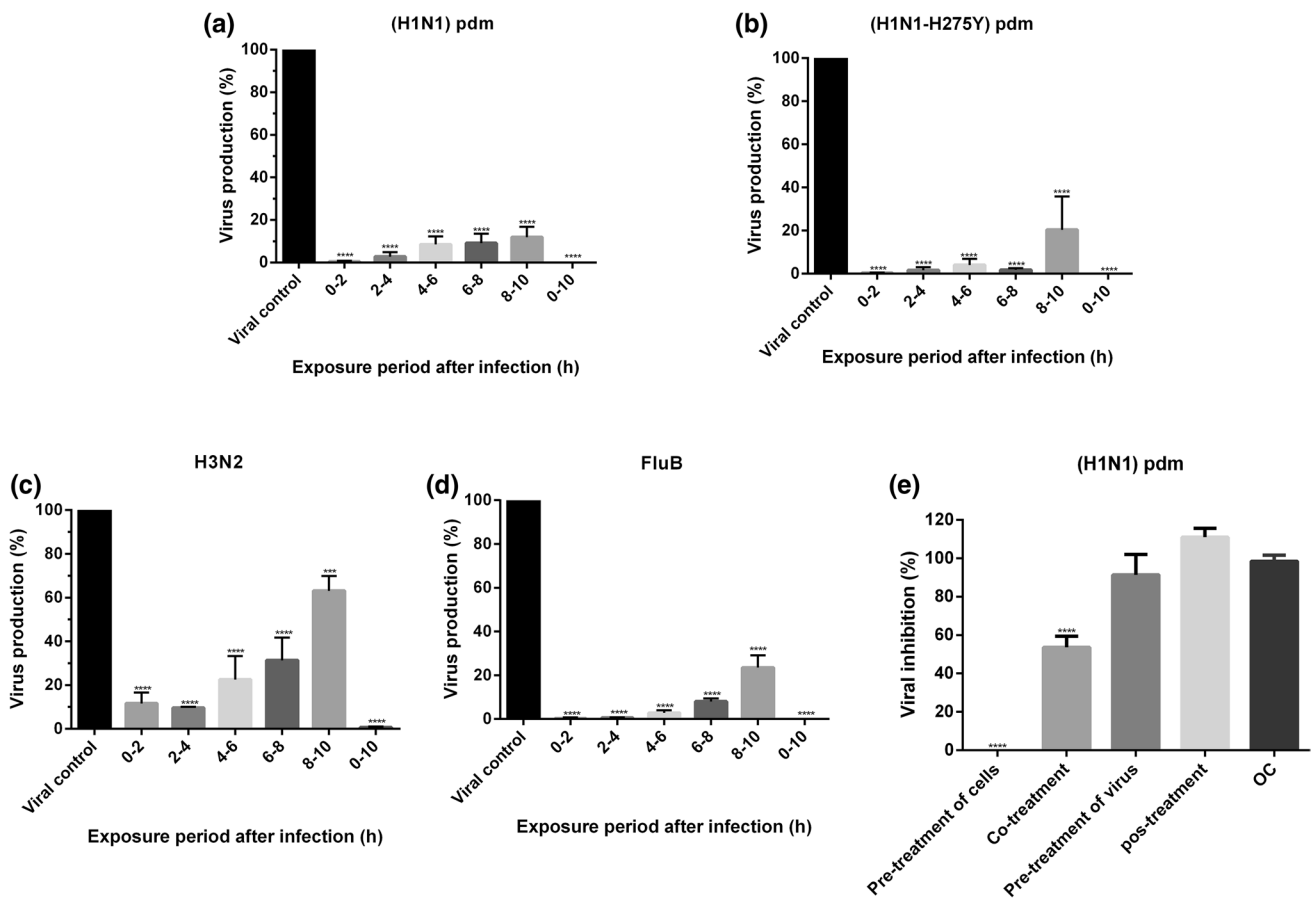 (a)
(H1N1) pdm
Virus production (%)
100
80
60
40
20
0
****
****
****
****
****
****
Viral control
0-2
2-4
4-6
6-8
8-10
0-10
Exposure period after infection (h)
(b)
(H1N1-H275Y) pdm
Virus production (%)
100
80
60
40
20
0
****
****
****
****
****
****
Viral control
0-2
2-4
4-6
6-8
8-10
0-10
Exposure period after infection (h)
(c)
H3N2
Virus production (%)
100
80
60
40
20
0
****
****
****
****
***
****
Viral control
0-2
2-4
4-6
6-8
8-10
0-10
Exposure period after infection (h)
(d)
FluB
Virus production (%)
100
80
60
40
20
0
****
****
****
****
****
****
Viral control
0-2
2-4
4-6
6-8
8-10
0-10
Exposure period after infection (h)
(e)
(H1N1) pdm
Viral inhibition (%)
120
100
80
60
40
20
0
****
****
Pre-treatment of cells
Co-treatment
Pre-treatment of virus
pos-treatment
OC